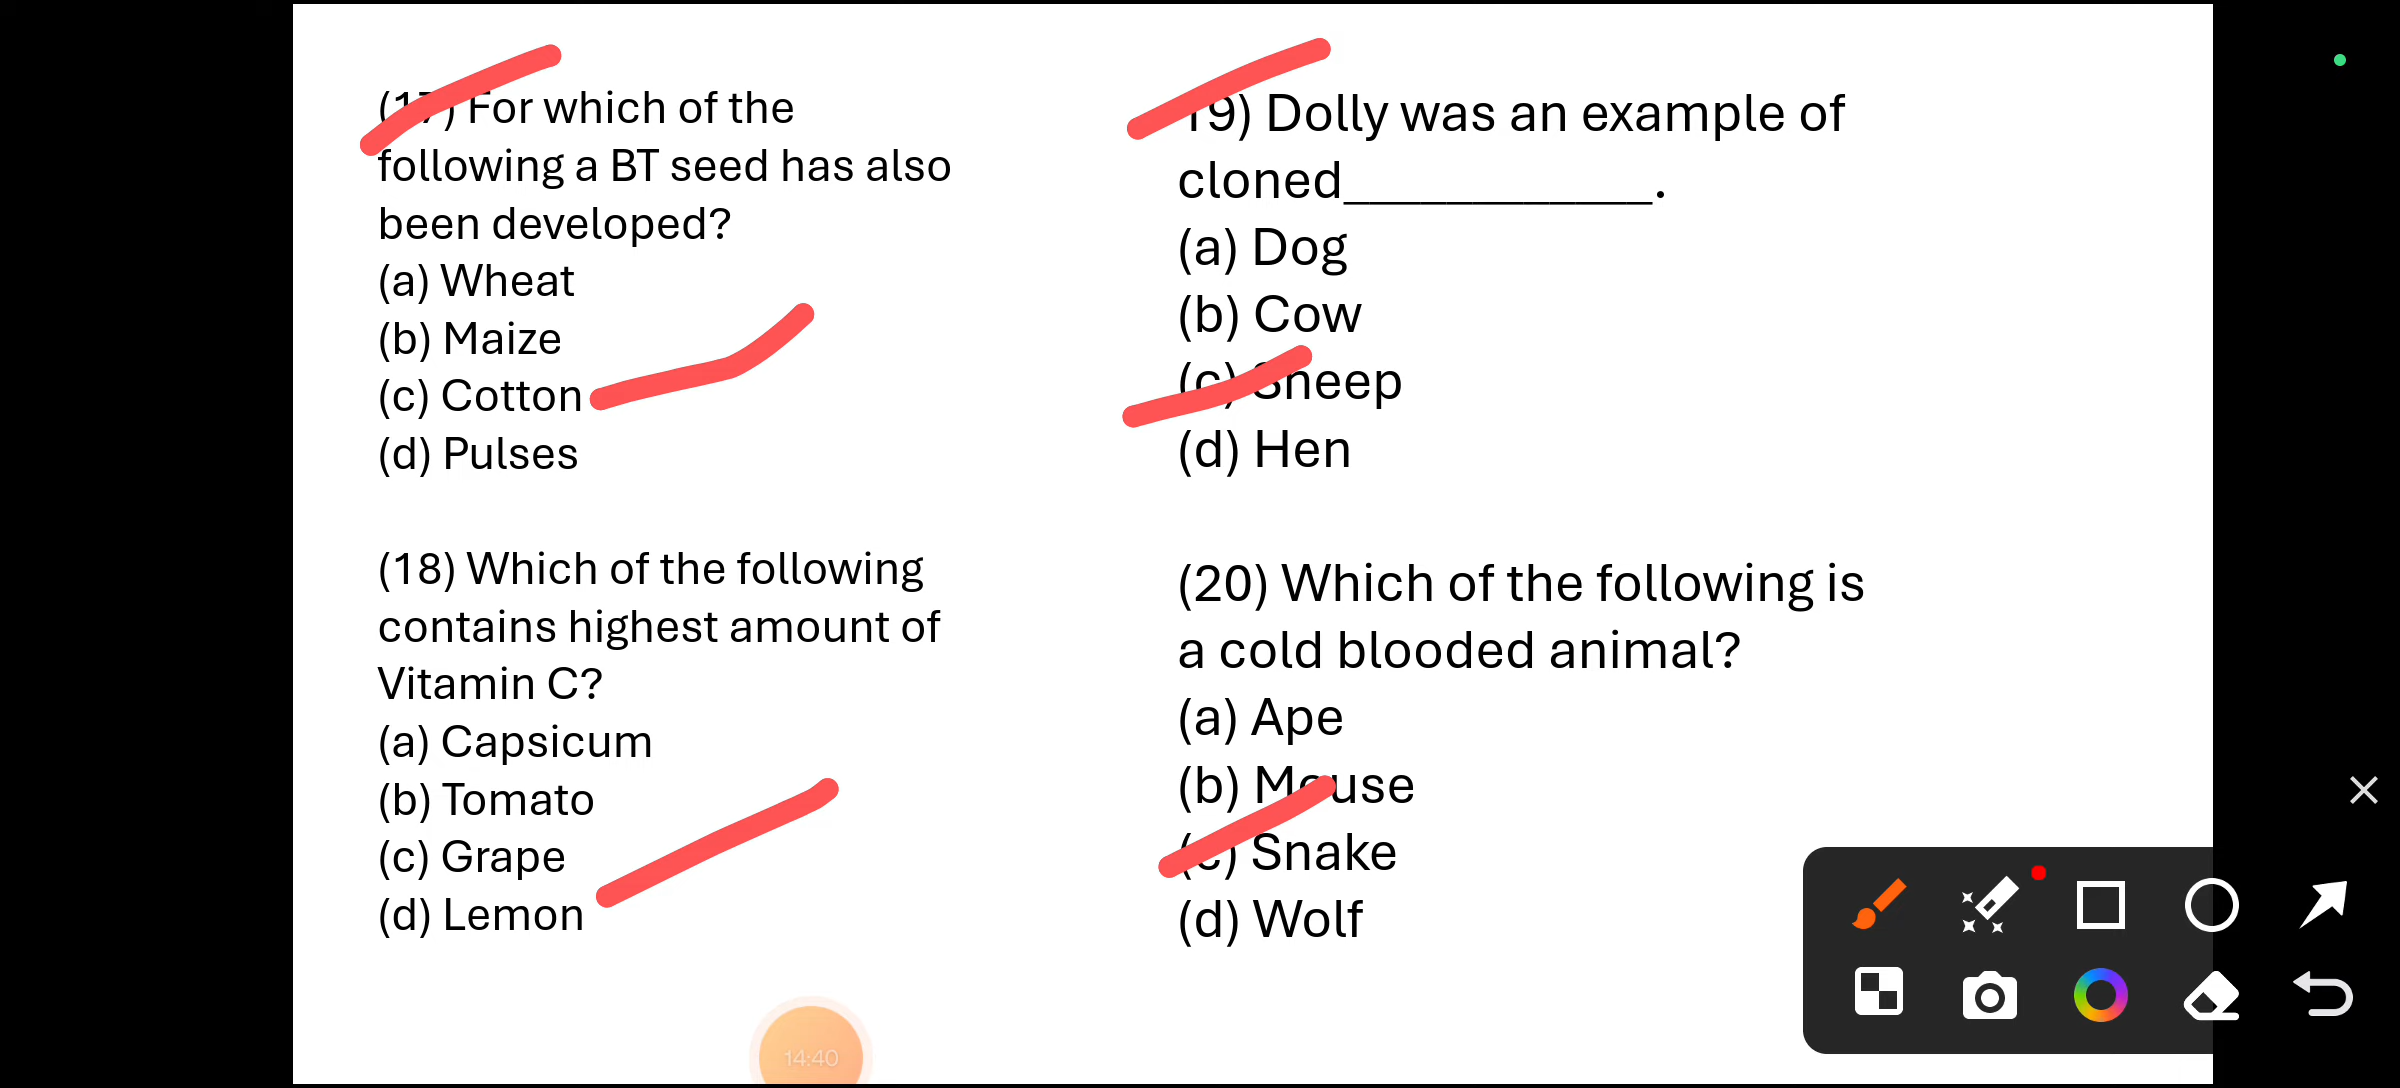 (17) For which of the
following a BT seed has also
been developed?
(a) Wheat
(b) Maize
(c) Cotton
(d) Pulses
(18) Which of the following
contains highest amount of
Vitamin C?
(a) Capsicum
(b) Tomato
(c) Grape
(d) Lemon
19) Dolly was an example of
cloned____________.
(a) Dog
(b) Cow
(c) Sheep
(d) Hen
(20) Which of the following is
a cold blooded animal?
(a) Ape
(b) Mouse
(c) Snake
(d) Wolf
14:40